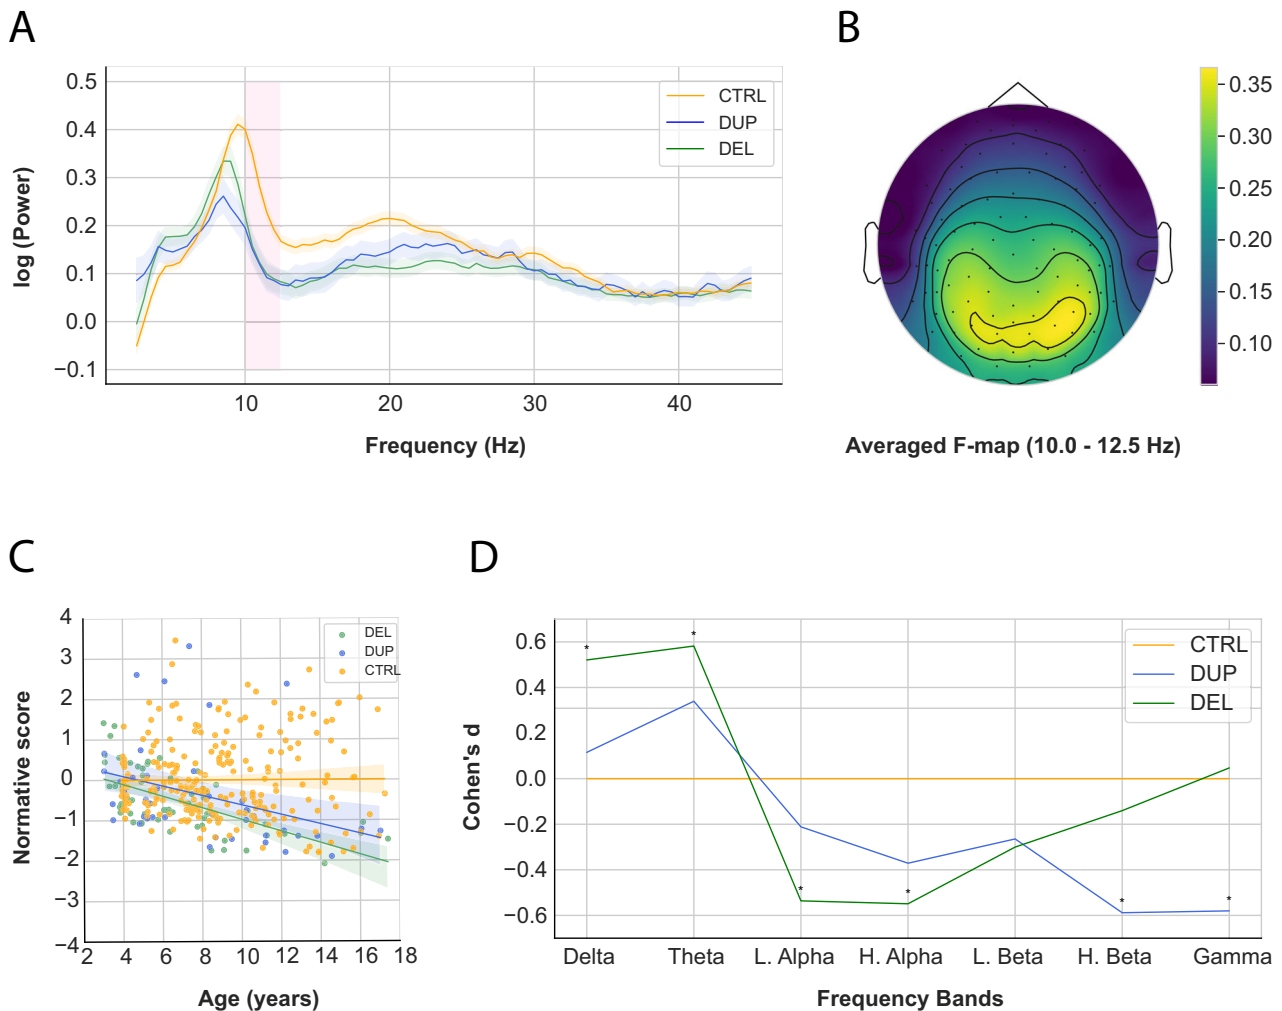 A
B
0.5
0.4
0.3
0.2
0.1
0.0
−0.1
log (Power)
CTRL
DUP
DEL
10
20
30
40
Frequency (Hz)
0.35
0.30
0.25
0.20
0.15
0.10
Averaged F-map (10.0 - 12.5 Hz)
C
D
4
3
2
1
0
−1
−2
−3
−4
Normative score
DEL
DUP
CTRL
2
4
6
8
10
12
14
16
18
Age (years)
0.6
0.4
0.2
0.0
−0.2
−0.4
−0.6
Cohen's d
CTRL
DUP
DEL
*
*
*
*
*
*
Delta
Theta
L. Alpha
H. Alpha
L. Beta
H. Beta
Gamma
Frequency Bands